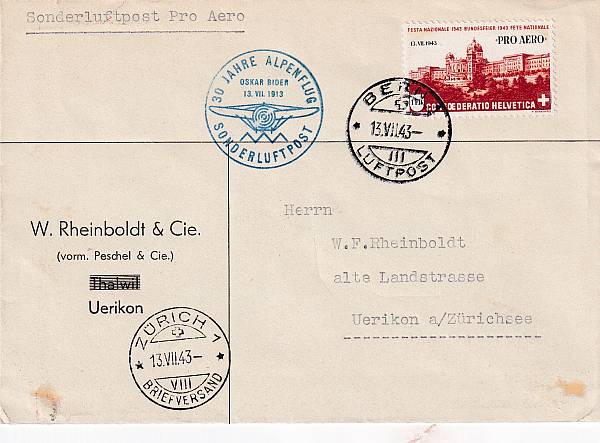 Sonderluftpost Pro Aero
FESTA NAZIONALE 1943 BUNDESFEIER 1943 FETE NATIONALE
13.VII.1943 ·PRO AERO·
CONFOEDERATIO HELVETICA
30 JAHRE ALPENFLUG
OSKAR BIDER
13. VII. 1913
SONDERLUFTPOST
BERN
13.VII.43–
III
LUFTPOST
Herrn
W.F.Rheinboldt
alte Landstrasse
Uerikon a/Zürichsee
W. Rheinboldt & Cie.
(vorm. Peschel & Cie.)
Thalwil
Uerikon
ZÜRICH 1
13.VII.43–
VIII
BRIEFVERSAND